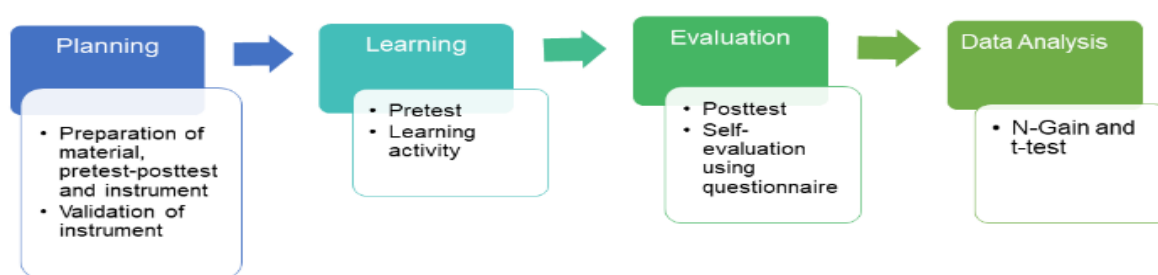 Planning
• Preparation of
material,
pretest-posttest
and instrument
• Validation of
instrument
Learning
• Pretest
• Learning
activity
Evaluation
• Posttest
• Self-
evaluation
using
questionnaire
Data Analysis
• N-Gain and
t-test